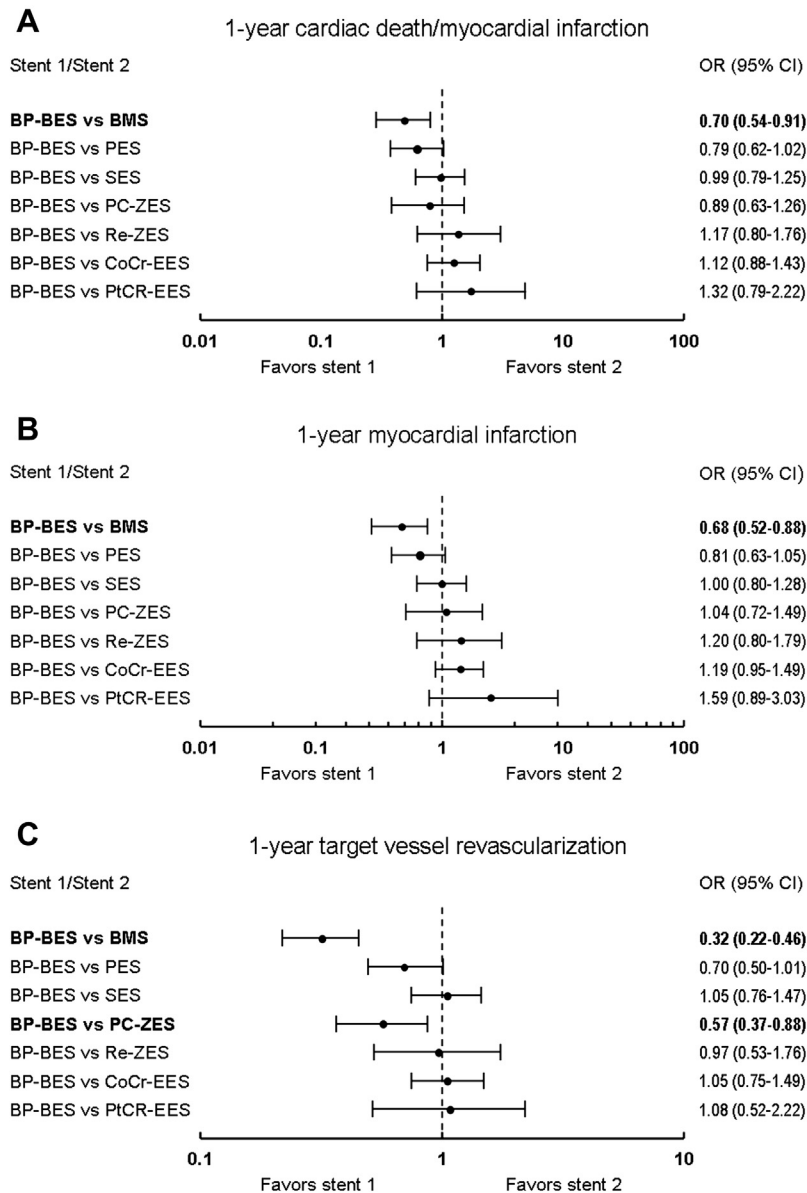 A
1-year cardiac death/myocardial infarction
Stent 1/Stent 2 OR (95% CI)
BP-BES vs BMS 0.70 (0.54-0.91)
BP-BES vs PES 0.79 (0.62-1.02)
BP-BES vs SES 0.99 (0.79-1.25)
BP-BES vs PC-ZES 0.89 (0.63-1.26)
BP-BES vs Re-ZES 1.17 (0.80-1.76)
BP-BES vs CoCr-EES 1.12 (0.88-1.43)
BP-BES vs PtCR-EES 1.32 (0.79-2.22)
0.01 0.1 1 10 100
Favors stent 1 Favors stent 2
B
1-year myocardial infarction
Stent 1/Stent 2 OR (95% CI)
BP-BES vs BMS 0.68 (0.52-0.88)
BP-BES vs PES 0.81 (0.63-1.05)
BP-BES vs SES 1.00 (0.80-1.28)
BP-BES vs PC-ZES 1.04 (0.72-1.49)
BP-BES vs Re-ZES 1.20 (0.80-1.79)
BP-BES vs CoCr-EES 1.19 (0.95-1.49)
BP-BES vs PtCR-EES 1.59 (0.89-3.03)
0.01 0.1 1 10 100
Favors stent 1 Favors stent 2
C
1-year target vessel revascularization
Stent 1/Stent 2 OR (95% CI)
BP-BES vs BMS 0.32 (0.22-0.46)
BP-BES vs PES 0.70 (0.50-1.01)
BP-BES vs SES 1.05 (0.76-1.47)
BP-BES vs PC-ZES 0.57 (0.37-0.88)
BP-BES vs Re-ZES 0.97 (0.53-1.76)
BP-BES vs CoCr-EES 1.05 (0.75-1.49)
BP-BES vs PtCR-EES 1.08 (0.52-2.22)
0.1 1 10
Favors stent 1 Favors stent 2